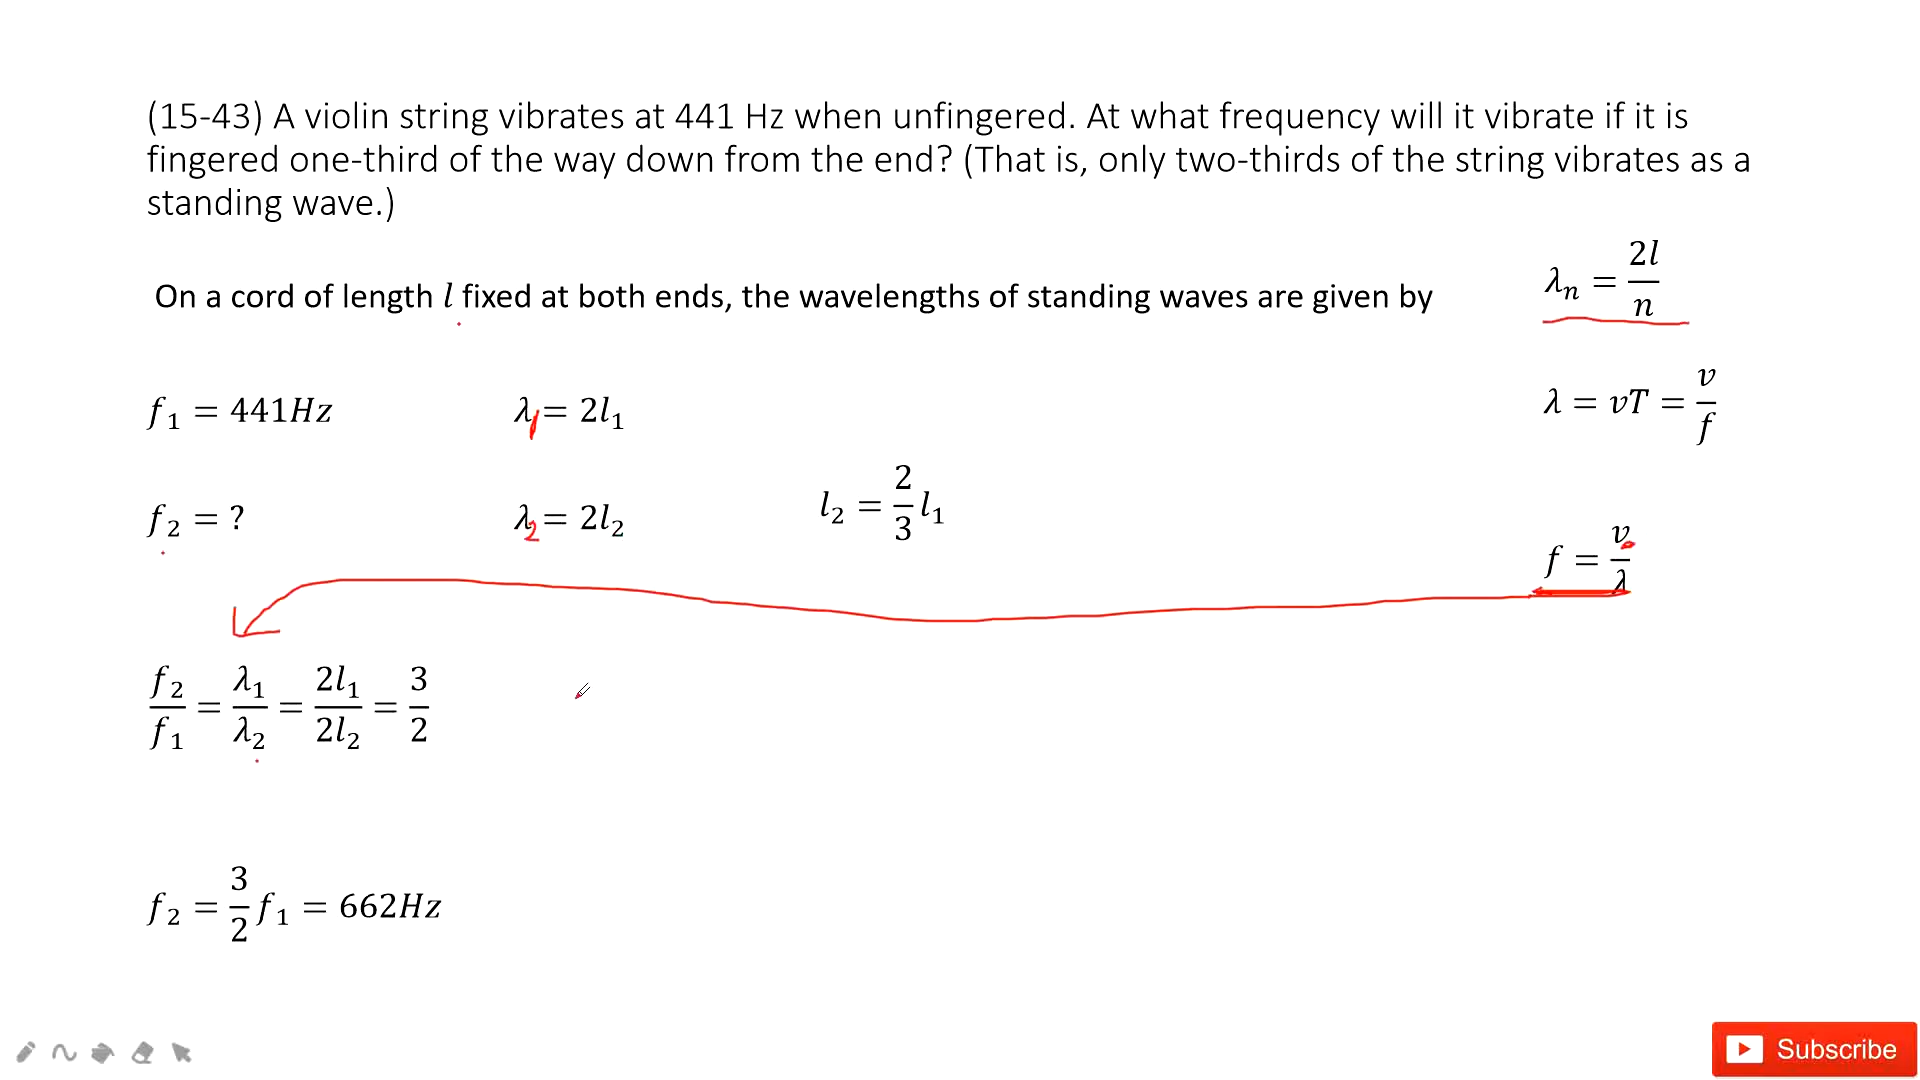 (15-43) A violin string vibrates at 441 Hz when unfingered. At what frequency will it vibrate if it is
fingered one-third of the way down from the end? (That is, only two-thirds of the string vibrates as a
standing wave.)
On a cord of length l fixed at both ends, the wavelengths of standing waves are given by λₙ = 2l/n
f₁ = 441Hz λ₁ = 2l₁ λ = vT = v/f
f₂ = ? λ₂ = 2l₂ l₂ = 2/3 l₁
f = v/λ
f₂/f₁ = λ₁/λ₂ = 2l₁/2l₂ = 3/2
f₂ = 3/2 f₁ = 662Hz
Subscribe